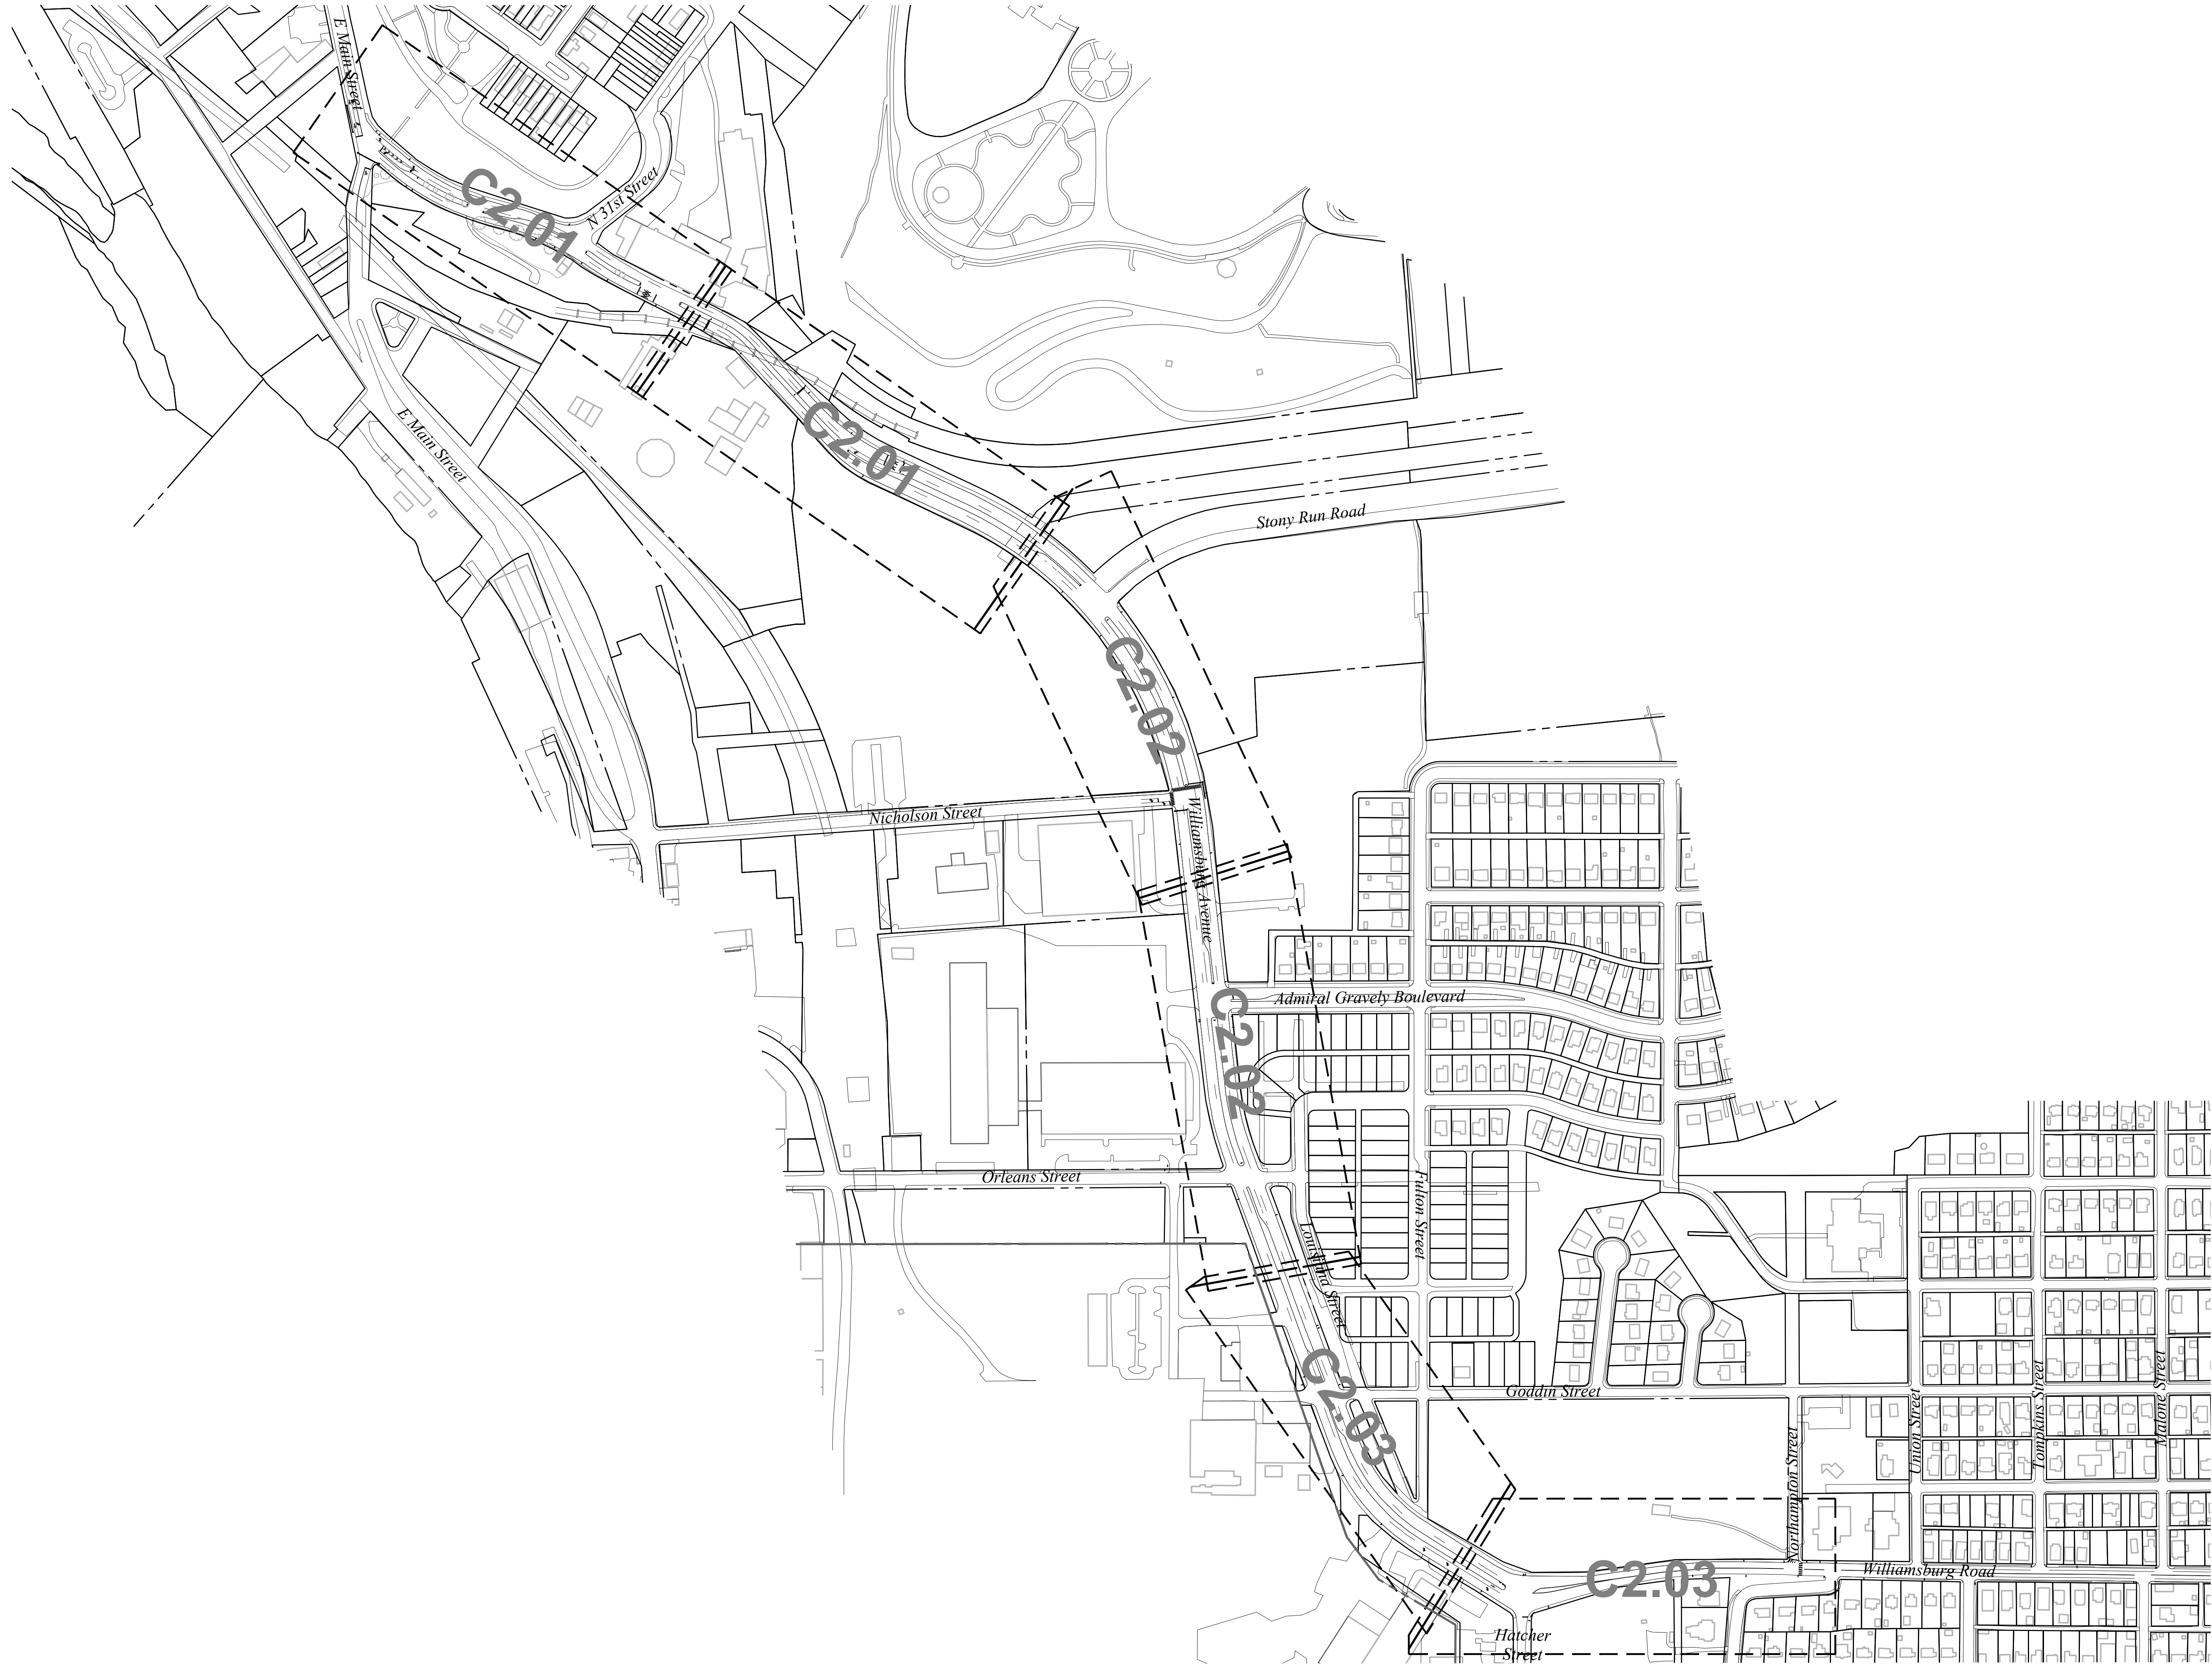 E Main Street
C2.01
N 31st Street
E Main Street
C2.01
Stony Run Road
C2.02
Nicholson Street
Williamsburg Avenue
Admiral Gravely Boulevard
C2.02
Orleans Street
Fulton Street
Louisiana Street
C2.03
Goddin Street
Union Street
Tompkins Street
Malone Street
Northampton Street
C2.03
Williamsburg Road
Hatcher
Street